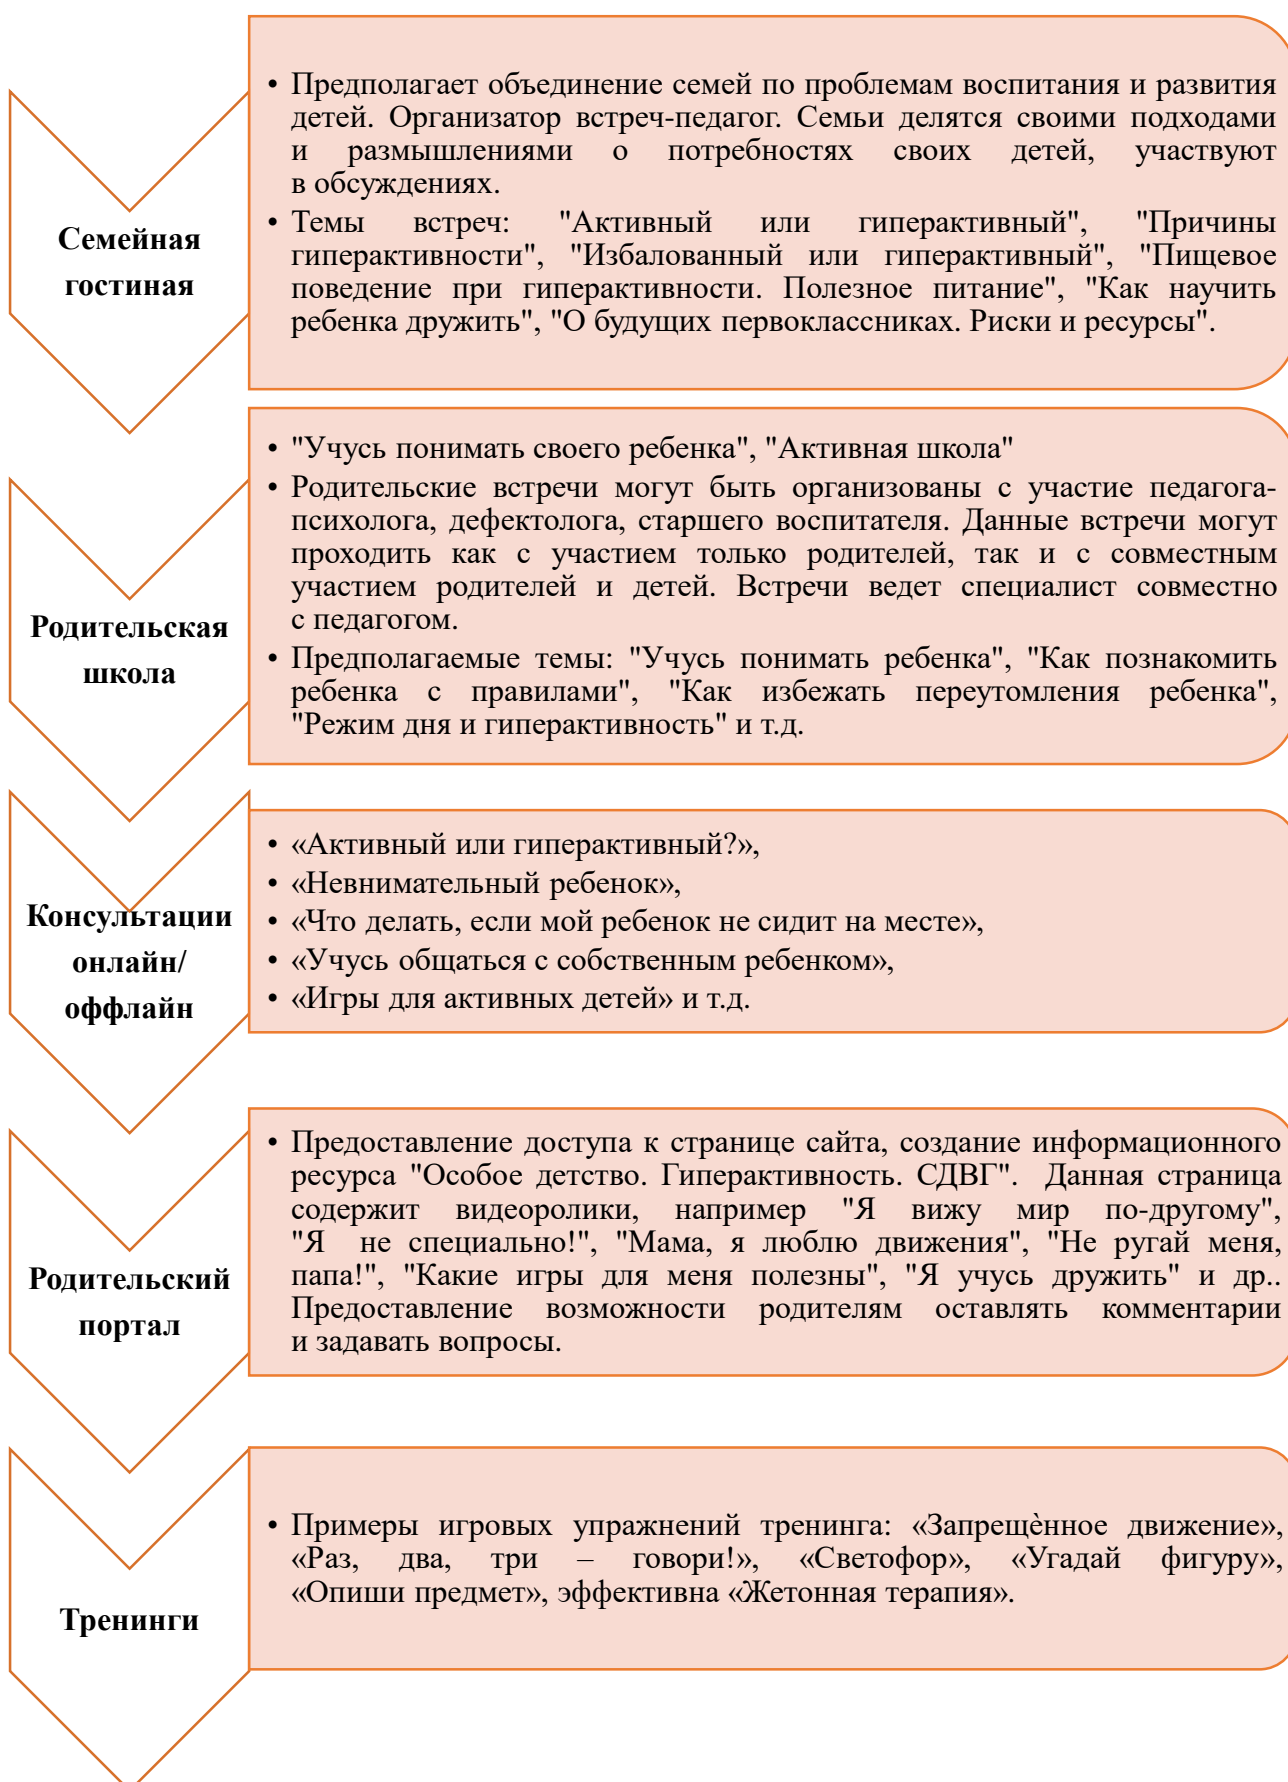 Семейная
гостиная
• Предполагает объединение семей по проблемам воспитания и развития
детей. Организатор встреч-педагог. Семьи делятся своими подходами
и размышлениями о потребностях своих детей, участвуют
в обсуждениях.
• Темы встреч: "Активный или гиперактивный", "Причины
гиперактивности", "Избалованный или гиперактивный", "Пищевое
поведение при гиперактивности. Полезное питание", "Как научить
ребенка дружить", "О будущих первоклассниках. Риски и ресурсы".
Родительская
школа
• "Учусь понимать своего ребенка", "Активная школа"
• Родительские встречи могут быть организованы с участие педагога-
психолога, дефектолога, старшего воспитателя. Данные встречи могут
проходить как с участием только родителей, так и с совместным
участием родителей и детей. Встречи ведет специалист совместно
с педагогом.
• Предполагаемые темы: "Учусь понимать ребенка", "Как познакомить
ребенка с правилами", "Как избежать переутомления ребенка",
"Режим дня и гиперактивность" и т.д.
Консультации
онлайн/
оффлайн
• «Активный или гиперактивный?»,
• «Невнимательный ребенок»,
• «Что делать, если мой ребенок не сидит на месте»,
• «Учусь общаться с собственным ребенком»,
• «Игры для активных детей» и т.д.
Родительский
портал
• Предоставление доступа к странице сайта, создание информационного
ресурса "Особое детство. Гиперактивность. СДВГ". Данная страница
содержит видеоролики, например "Я вижу мир по-другому",
"Я не специально!", "Мама, я люблю движения", "Не ругай меня,
папа!", "Какие игры для меня полезны", "Я учусь дружить" и др..
Предоставление возможности родителям оставлять комментарии
и задавать вопросы.
Тренинги
• Примеры игровых упражнений тренинга: «Запрещѐнное движение»,
«Раз, два, три – говори!», «Светофор», «Угадай фигуру»,
«Опиши предмет», эффективна «Жетонная терапия».